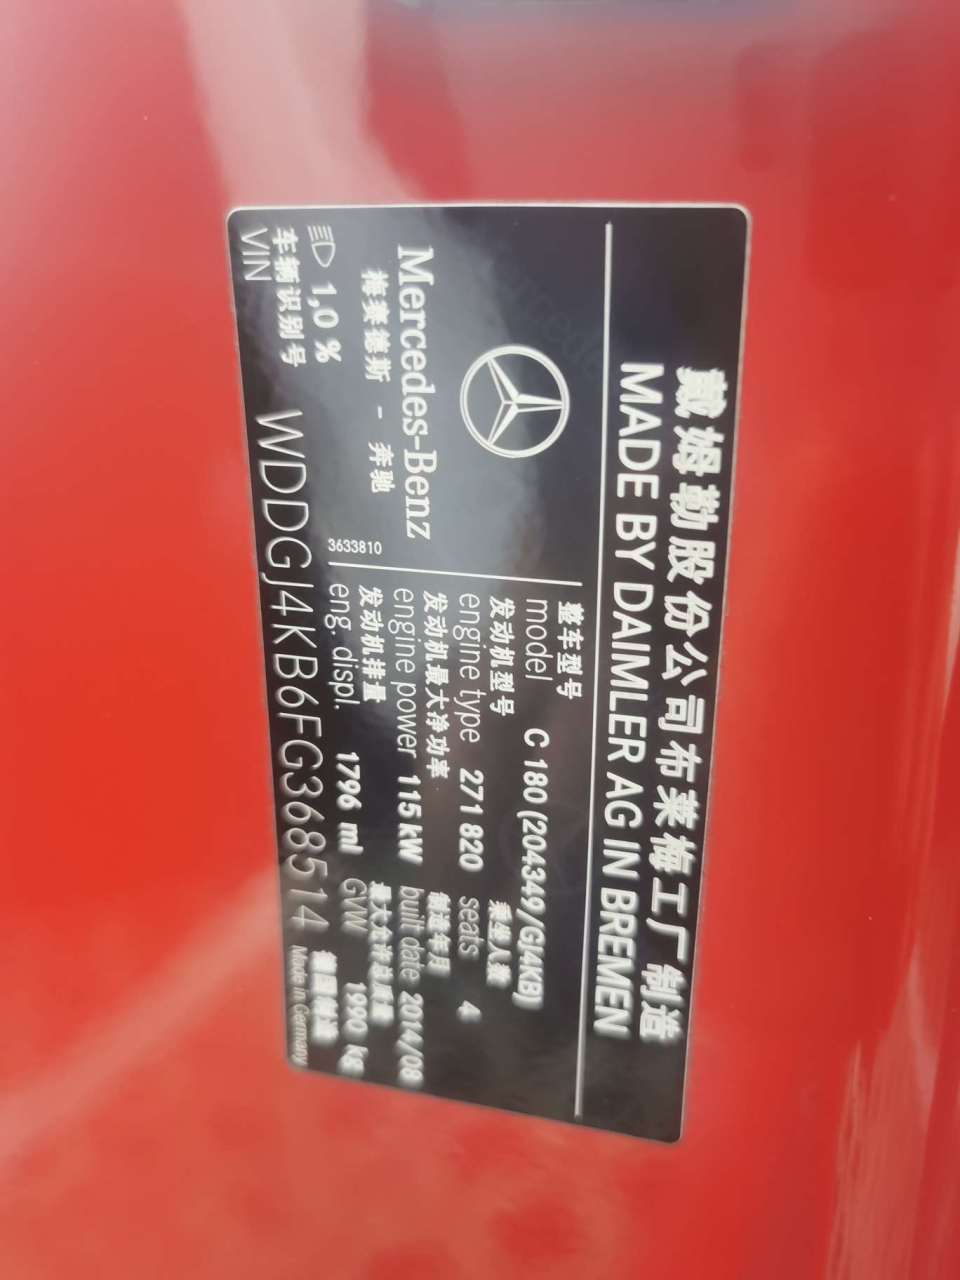 戴姆勒股份公司布莱梅工厂制造
MADE BY DAIMLER AG IN BREMEN
Mercedes-Benz
梅赛德斯 - 奔驰
3633810
整车型号
model C 180 (204349/GJ4KB)
发动机型号 乘坐人数
engine type 271 820 seats 4
发动机最大净功率 制造年月
engine power 115 kW built date 2014/08
发动机排量 最大允许总质量
eng. displ. 1796 ml GVW 1990 kg
1,0 %
车辆识别号 德国制造
VIN WDDGJ4KB6FG368514 Made in Germany